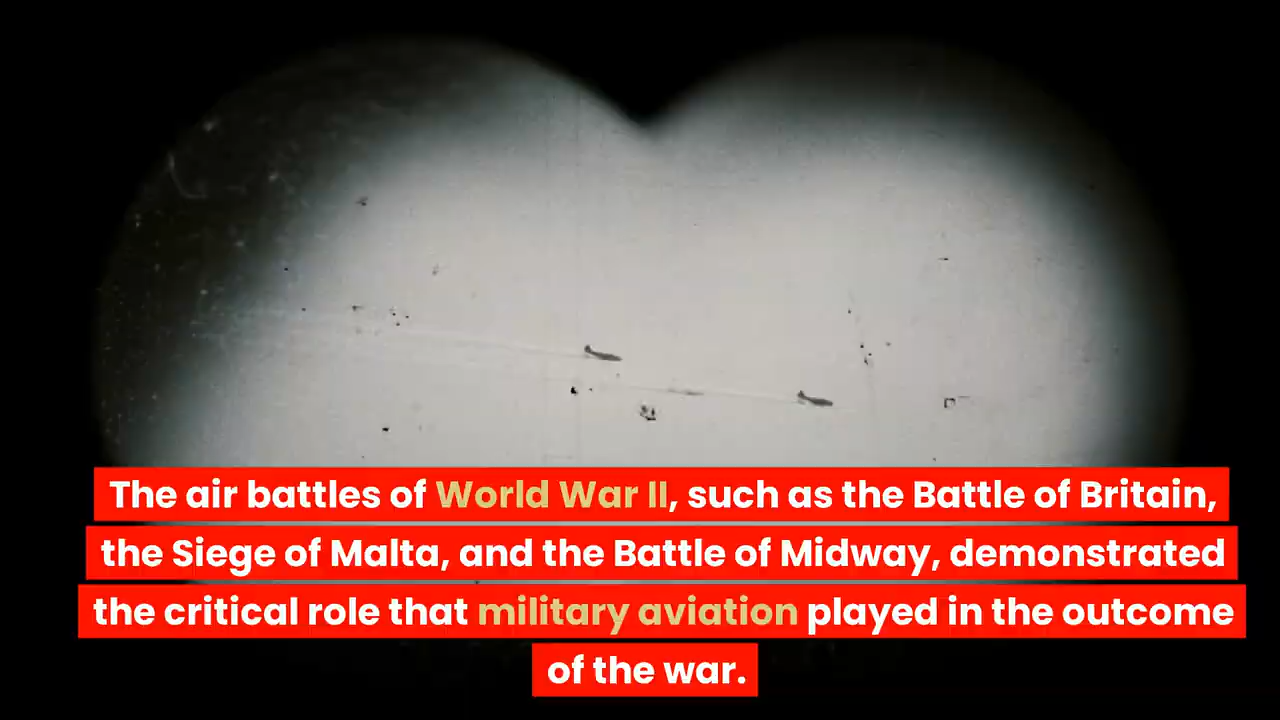 The air battles of World War II, such as the Battle of Britain,
the Siege of Malta, and the Battle of Midway, demonstrated
the critical role that military aviation played in the outcome
of the war.